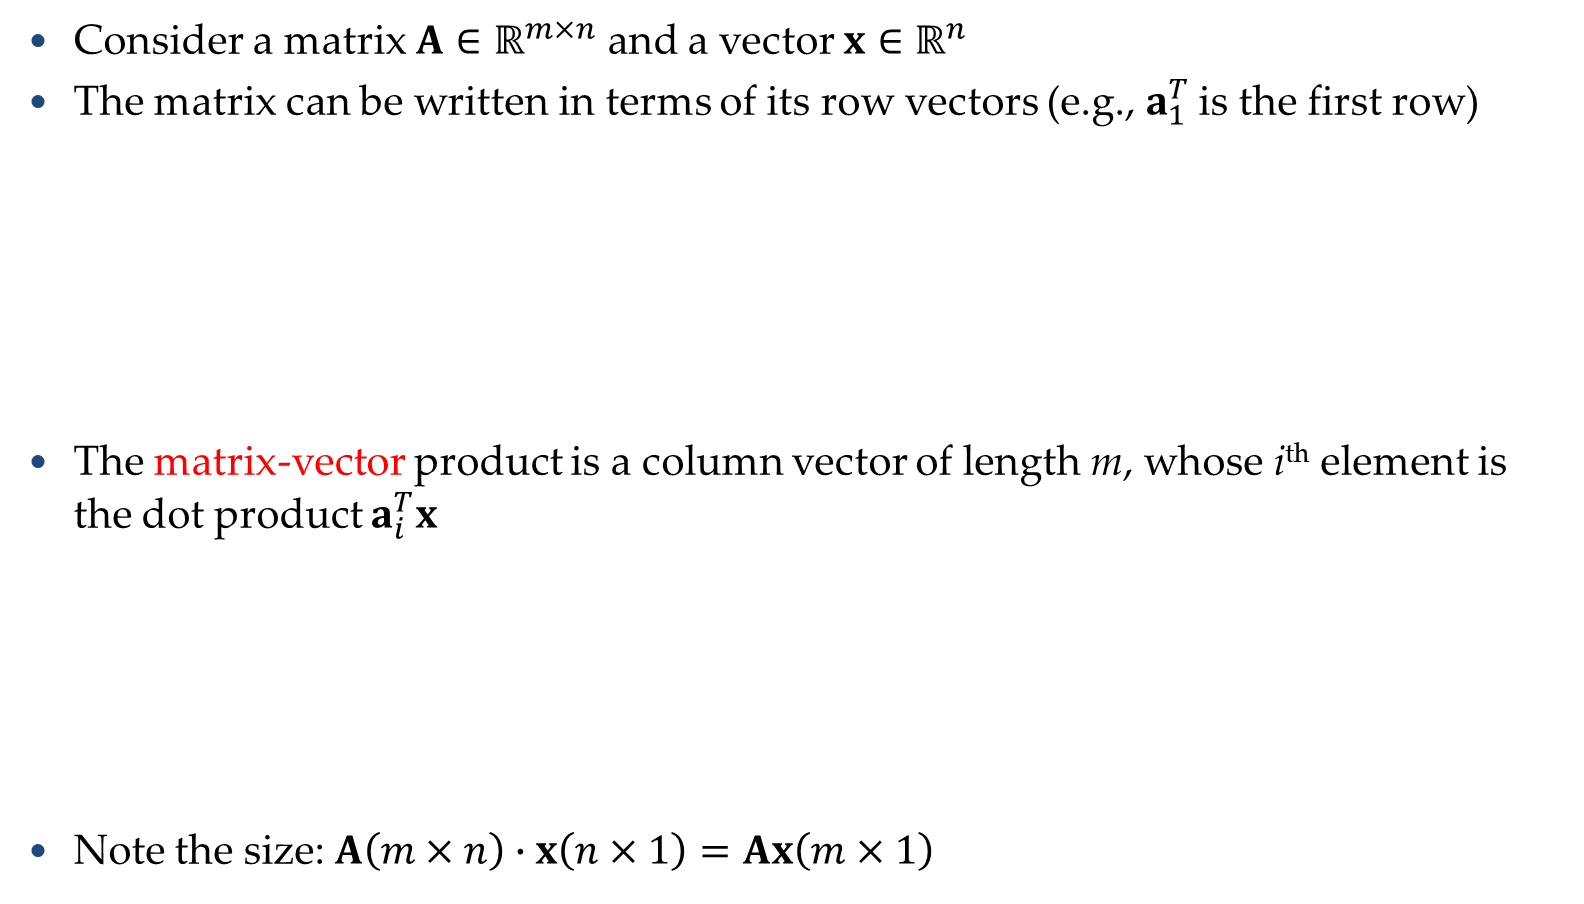 • Consider a matrix 𝐀 ∈ ℝ^{m×n} and a vector 𝐱 ∈ ℝ^n
• The matrix can be written in terms of its row vectors (e.g., 𝐚_1^T is the first row)
• The matrix-vector product is a column vector of length m, whose i^{th} element is
the dot product 𝐚_i^T 𝐱
• Note the size: 𝐀(m × n) · 𝐱(n × 1) = 𝐀𝐱(m × 1)